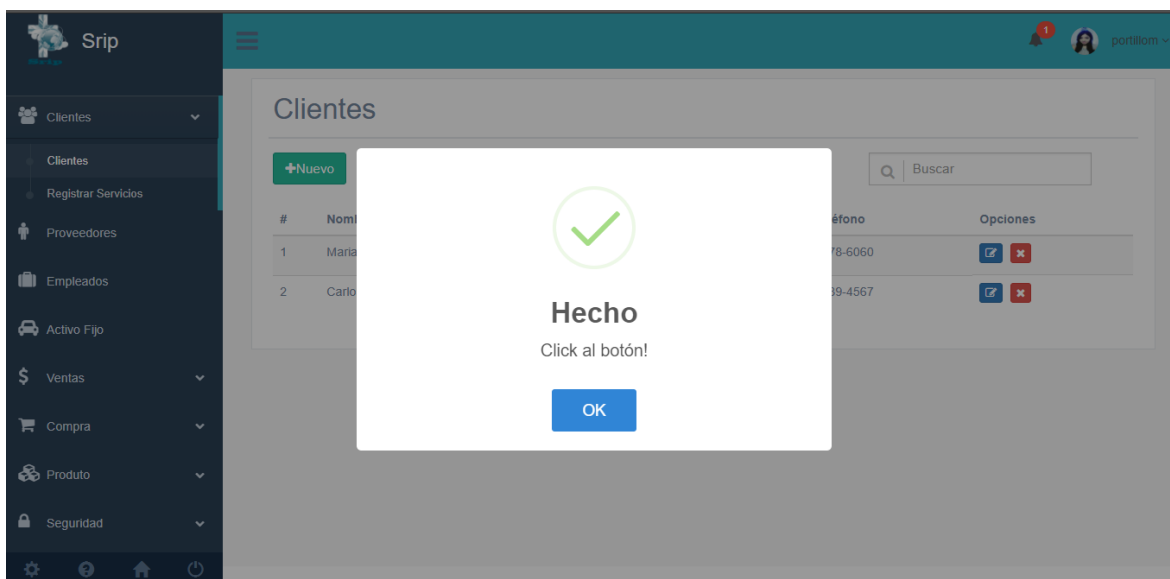 Srip
1
portillom
Clientes
Clientes
Clientes
Registrar Servicios
Proveedores
Empleados
Activo Fijo
Ventas
Compra
Produto
Seguridad
+Nuevo
Buscar
# Nom éfono Opciones
1 Maria 78-6060
2 Carlo 39-4567
Hecho
Click al botón!
OK